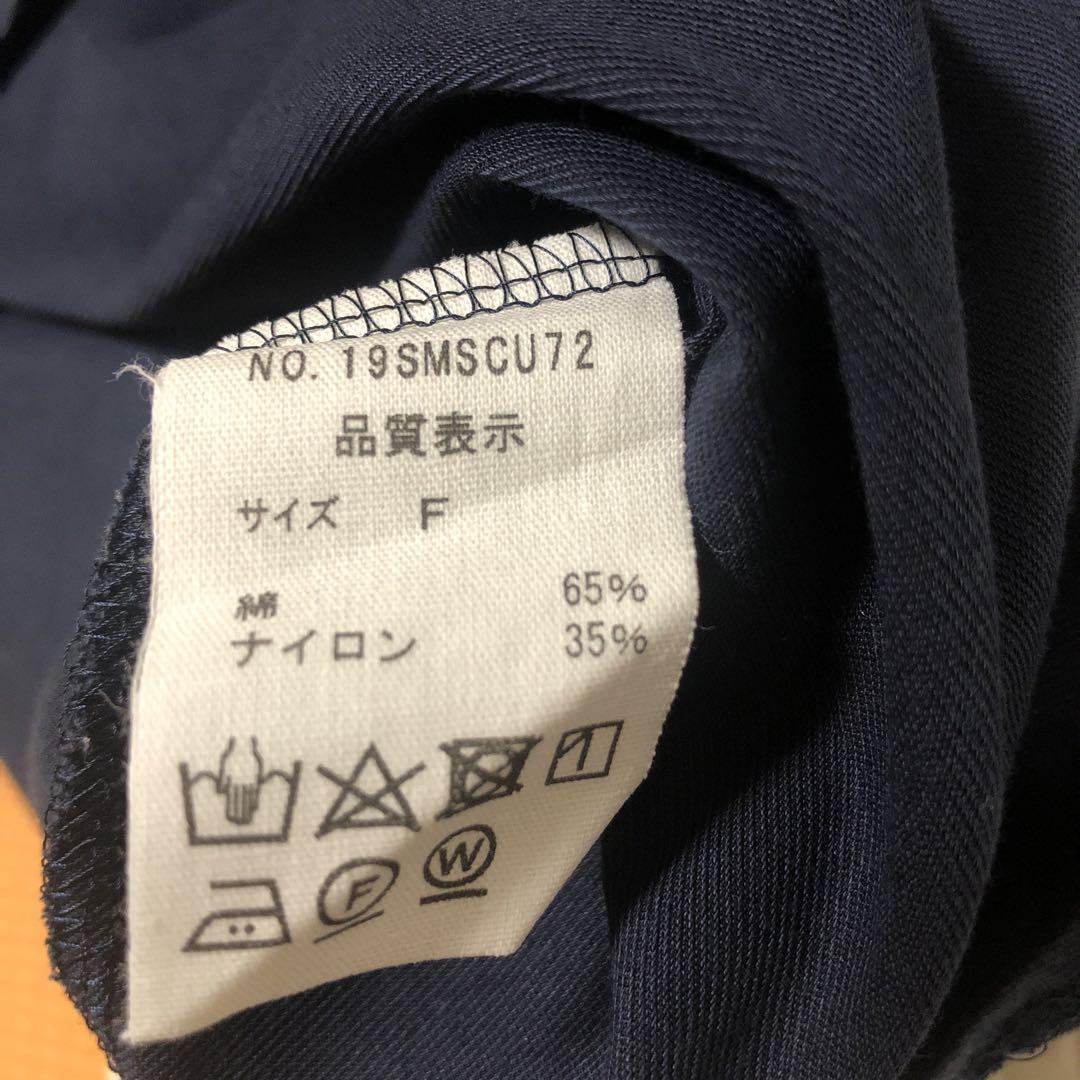 NO. 19SMSCU72
品質表示
サイズ F
綿 65%
ナイロン 35%
F W